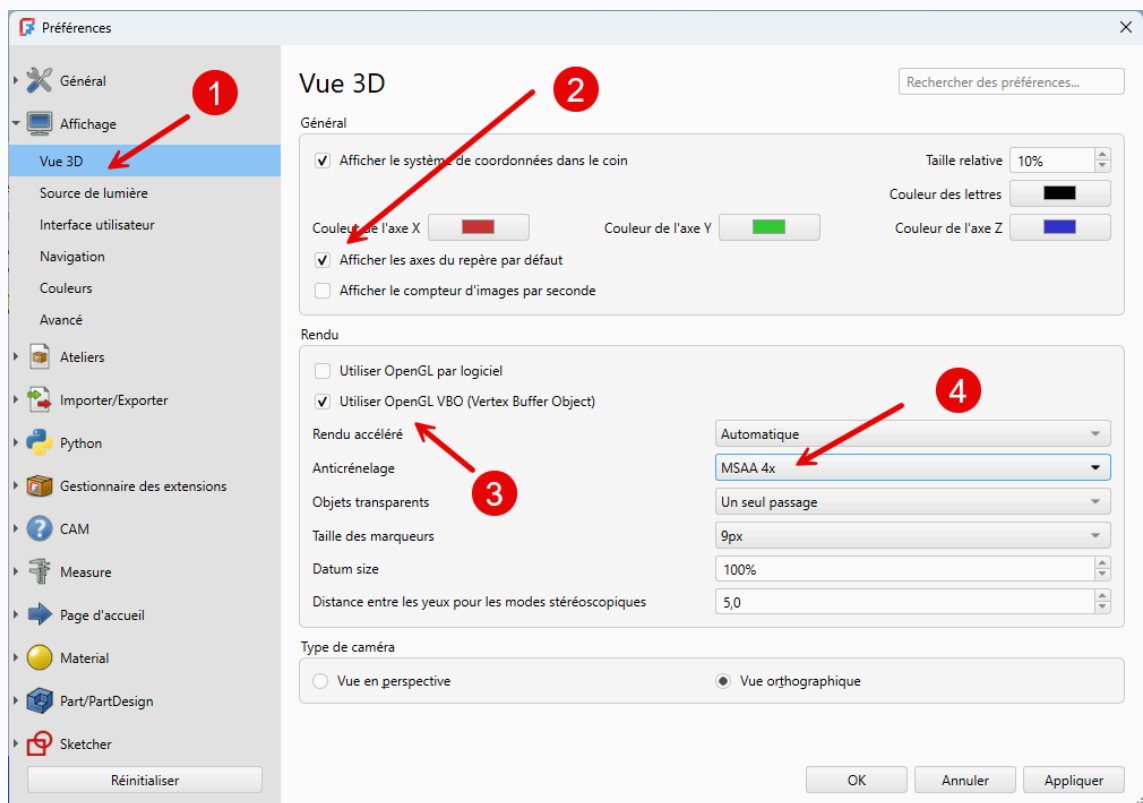 Préférences
Général
Affichage
Vue 3D
Source de lumière
Interface utilisateur
Navigation
Couleurs
Avancé
Ateliers
Importer/Exporter
Python
Gestionnaire des extensions
CAM
Measure
Page d'accueil
Material
Part/PartDesign
Sketcher
Réinitialiser
1
Vue 3D
2
Rechercher des préférences...
Général
Afficher le système de coordonnées dans le coin
Taille relative 10%
Couleur des lettres
Couleur de l'axe X Couleur de l'axe Y Couleur de l'axe Z
Afficher les axes du repère par défaut
Afficher le compteur d'images par seconde
Rendu
Utiliser OpenGL par logiciel
Utiliser OpenGL VBO (Vertex Buffer Object)
4
Rendu accéléré Automatique
Anticrénelage MSAA 4x
3
Objets transparents Un seul passage
Taille des marqueurs 9px
Datum size 100%
Distance entre les yeux pour les modes stéréoscopiques 5,0
Type de caméra
Vue en perspective Vue orthographique
OK Annuler Appliquer